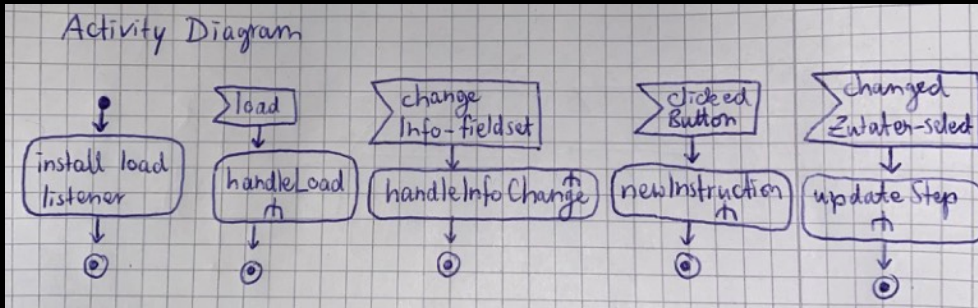 Activity Diagram
load
change
Info-fieldset
clicked
Button
changed
Zutaten-select
install load
listener
handleLoad
handleInfoChange
newInstruction
update Step